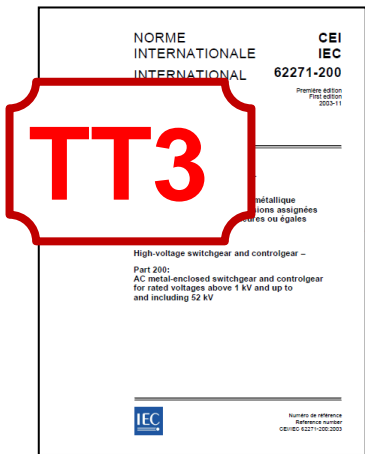 NORME
INTERNATIONALE
INTERNATIONAL
CEI
IEC
62271-200
Première édition
First edition
2003-11
TT3
métallique
assignées
ou égales
High-voltage switchgear and controlgear –
Part 200:
AC metal-enclosed switchgear and controlgear
for rated voltages above 1 kV and up to
and including 52 kV
IEC
Numéro de référence
Reference number
CEI/IEC 62271-200:2003